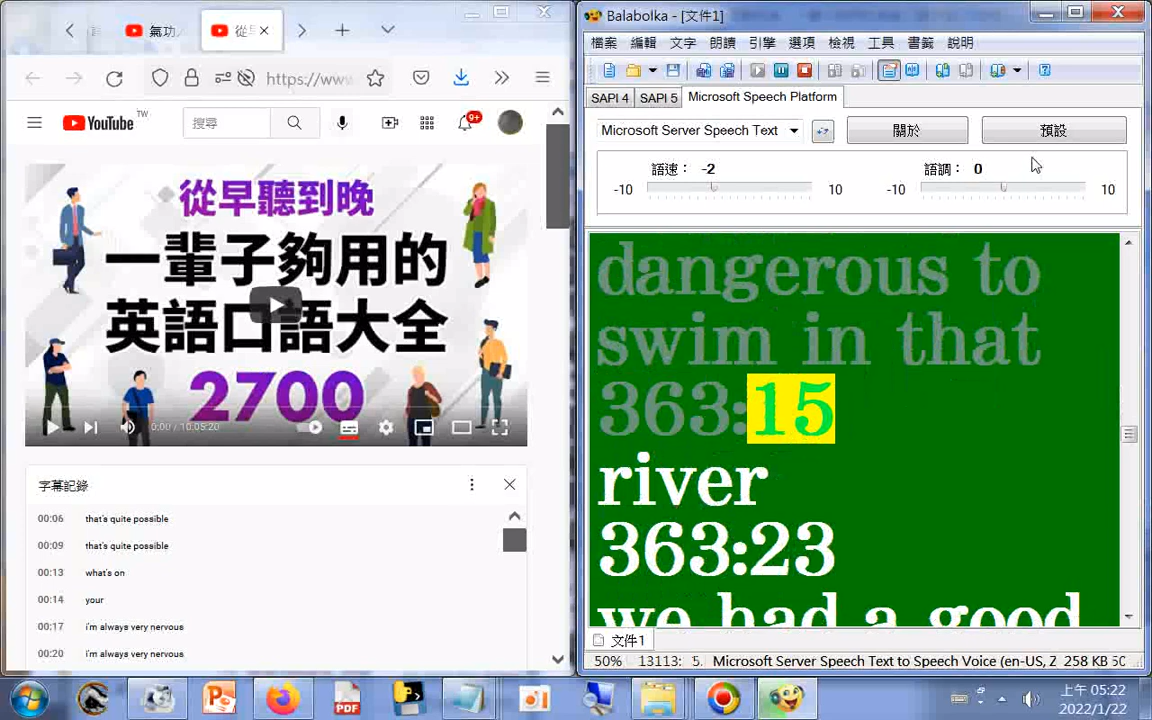 氣功
從
https://www
YouTube TW
搜尋
9+
從早聽到晚
一輩子夠用的
英語口語大全
2700
0:00 / 10:05:20
字幕記錄
00:06 that's quite possible
00:09 that's quite possible
00:13 what's on
00:14 your
00:17 i'm always very nervous
00:20 i'm always very nervous
Balabolka - [文件1]
檔案 編輯 文字 朗讀 引擎 選項 檢視 工具 書籤 說明
SAPI 4 SAPI 5 Microsoft Speech Platform
Microsoft Server Speech Text 關於 預設
語速： -2 語調： 0
-10 10 -10 10
dangerous to
swim in that
363:15
river
363:23
we had a good
文件1
50% 13113: 5. Microsoft Server Speech Text to Speech Voice (en-US, Z 258 KB
PDF
上午 05:22
2022/1/22